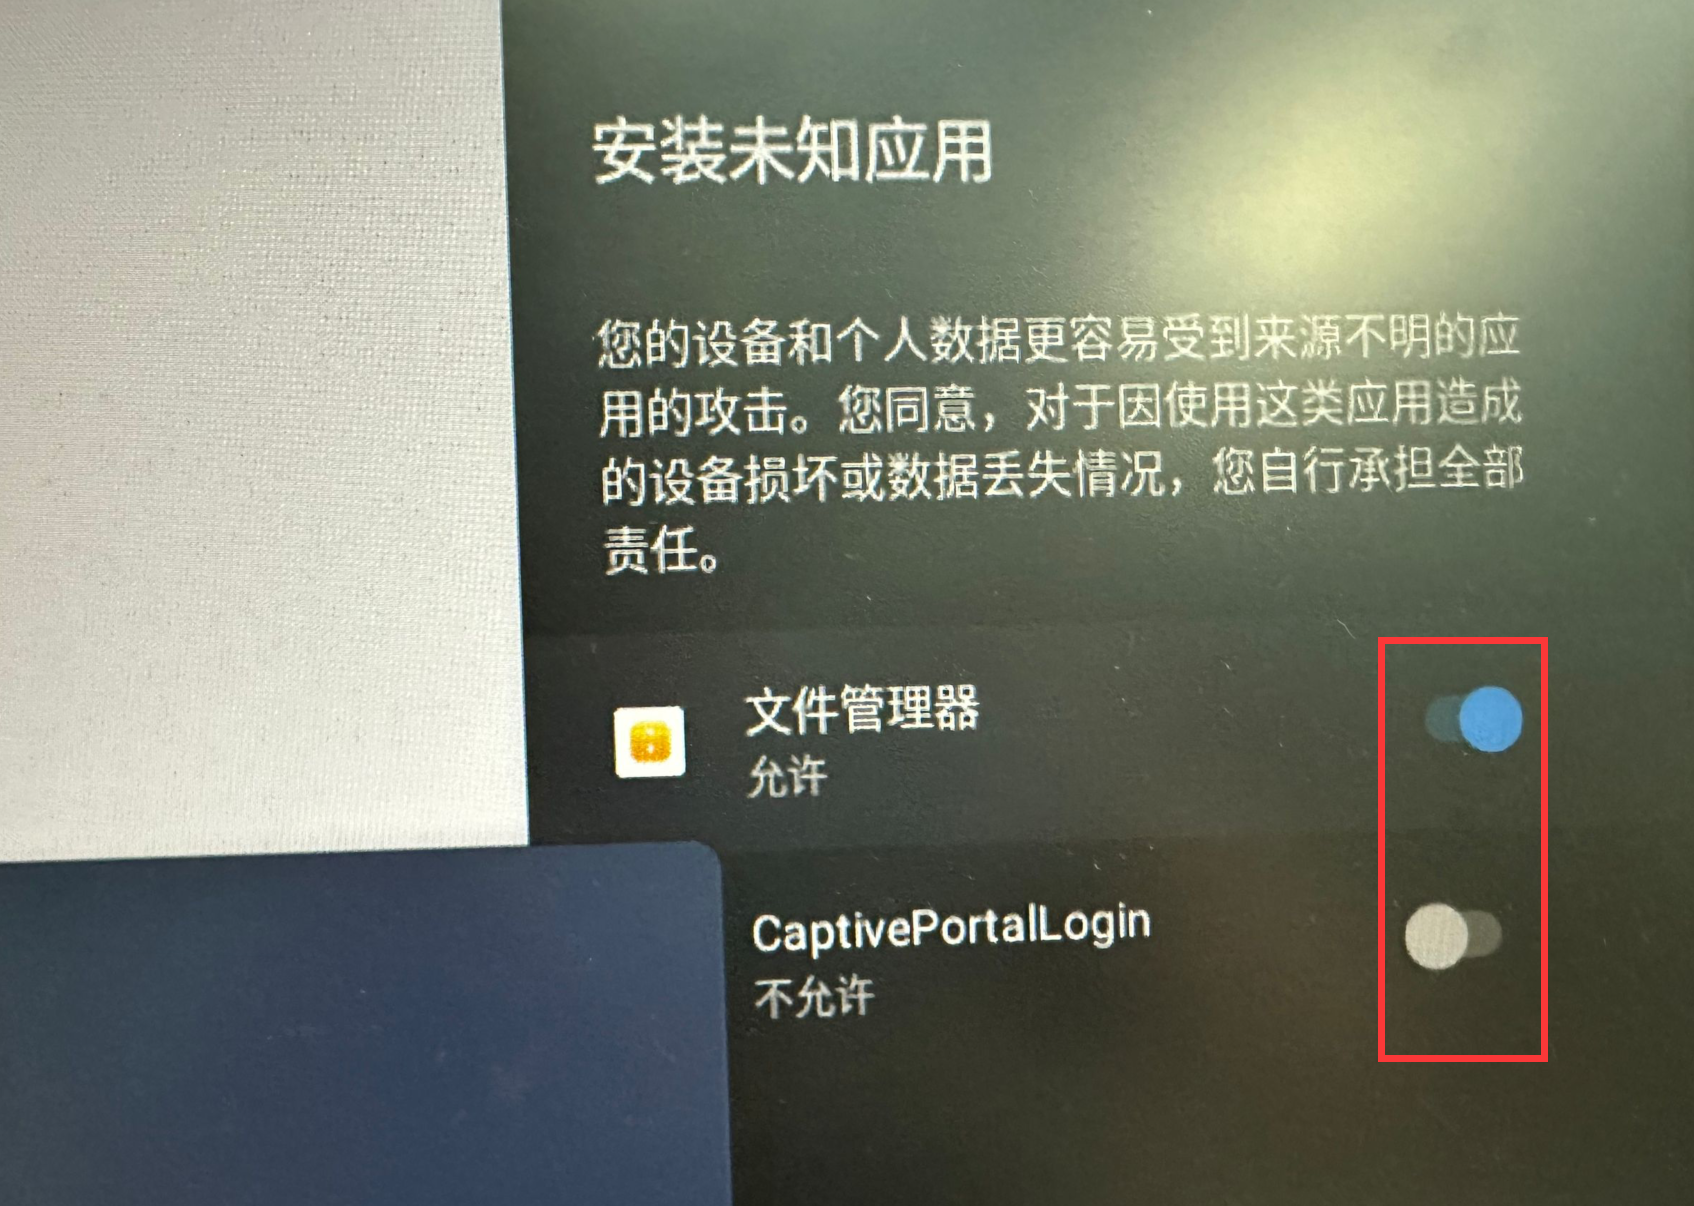 安装未知应用
您的设备和个人数据更容易受到来源不明的应
用的攻击。您同意，对于因使用这类应用造成
的设备损坏或数据丢失情况，您自行承担全部
责任。
文件管理器
允许
CaptivePortalLogin
不允许